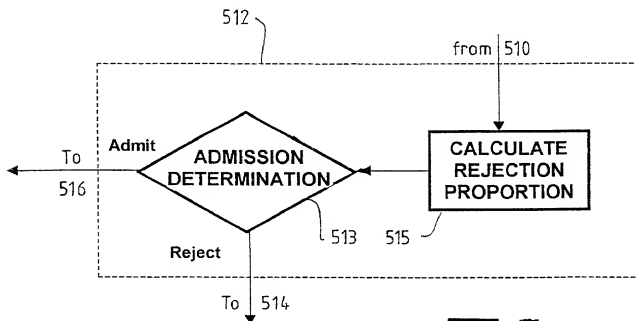 512
from 510
Admit
To
516
ADMISSION
DETERMINATION
CALCULATE
REJECTION
PROPORTION
513
515
Reject
To 514